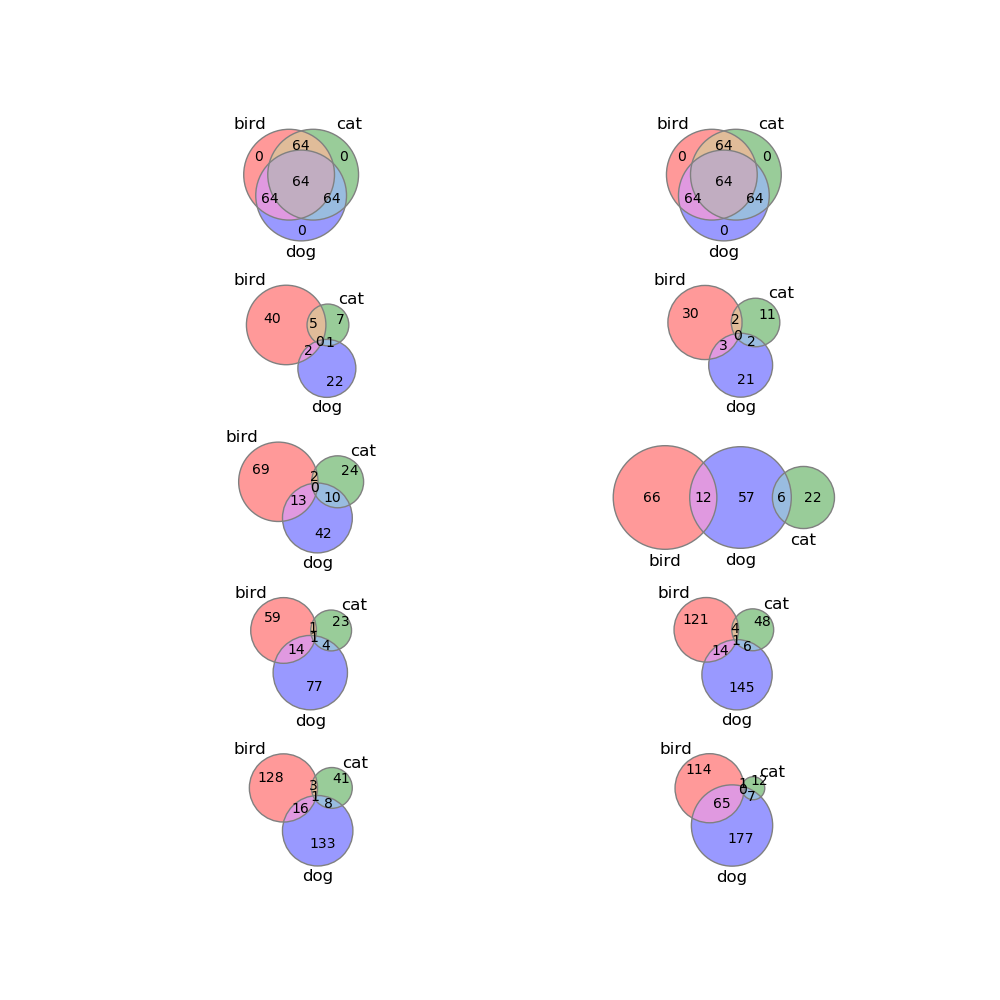 bird cat bird cat
0 64 0 0 64 0
64 64
64 64 64 64
0 0
dog dog
bird cat bird cat
40 5 7 30 2 11
2 0 1 3 0 2
22 21
dog dog
bird cat
69 2 24
0
13 10 66 12 57 6 22
42
cat
dog bird dog
bird cat bird cat
59 1 23 121 4 48
14 1 4 14 1 6
77 145
dog dog
bird cat bird cat
128 3 41 114 1 12
16 1 8 65 0 7
133 177
dog dog